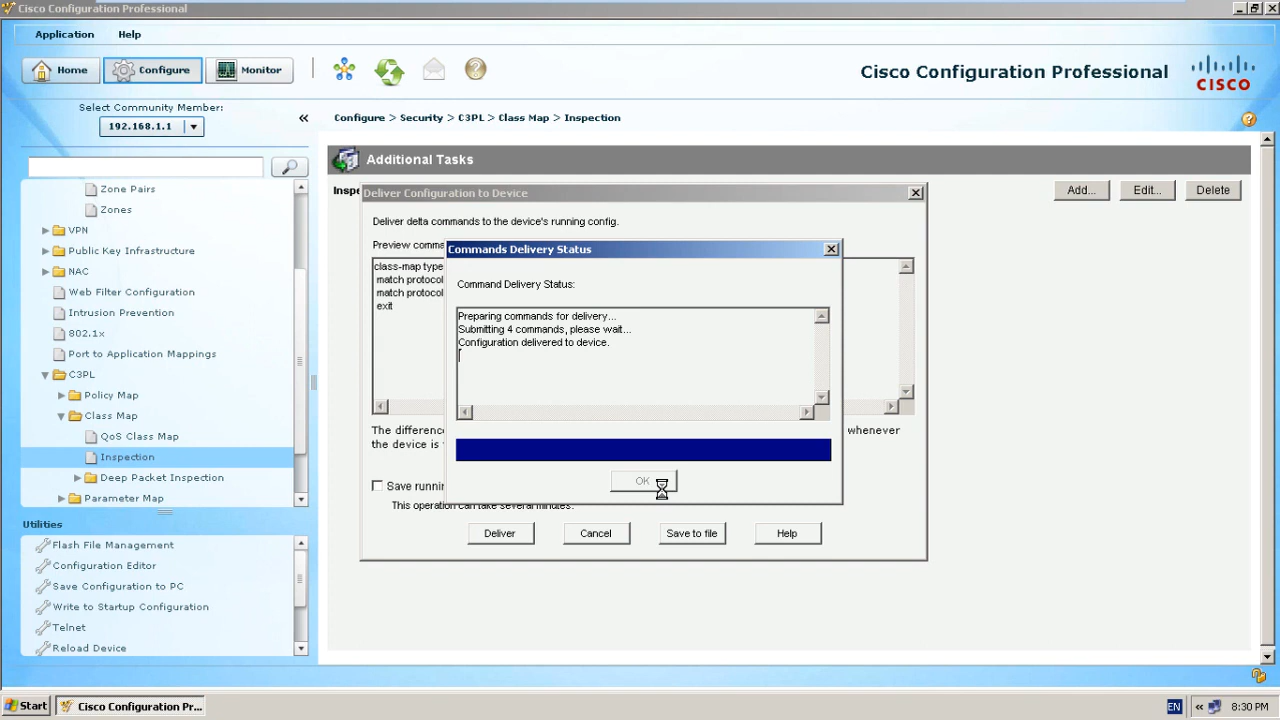 Cisco Configuration Professional
Application Help
Home Configure Monitor
Cisco Configuration Professional
CISCO
Select Community Member:
192.168.1.1
Configure > Security > C3PL > Class Map > Inspection
Additional Tasks
Zone Pairs
Zones
VPN
Public Key Infrastructure
NAC
Web Filter Configuration
Intrusion Prevention
802.1x
Port to Application Mappings
C3PL
Policy Map
Class Map
QoS Class Map
Inspection
Deep Packet Inspection
Parameter Map
Utilities
Flash File Management
Configuration Editor
Save Configuration to PC
Write to Startup Configuration
Telnet
Reload Device
Inspe
Add... Edit... Delete
Deliver Configuration to Device
Deliver delta commands to the device's running config.
Preview comma
class-map type
match protocol
match protocol
exit
Commands Delivery Status
Command Delivery Status:
Preparing commands for delivery...
Submitting 4 commands, please wait...
Configuration delivered to device.
OK
The difference whenever
the device is
Save runnin
This operation can take several minutes.
Deliver Cancel Save to file Help
Start Cisco Configuration Pr... EN 8:30 PM